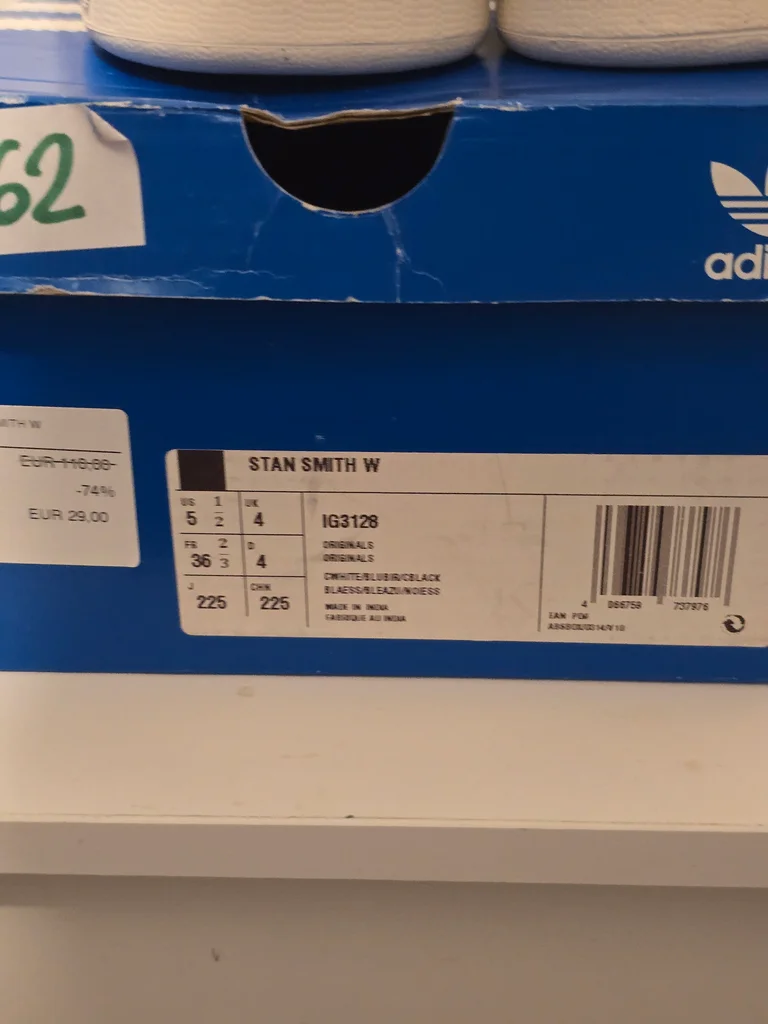 62
adi
MITH W
EUR 110,00
-74%
EUR 29,00
STAN SMITH W
US 5 1/2 UK 4
FR 36 2/3 D 4
J 225 CHN 225
IG3128
ORIGINALS
ORIGINALS
CWHITE/BLUBIR/CBLACK
BLAESS/BLEAZU/NOIESS
MADE IN INDIA
FABRIQUE AU INDIA
4 066759 737976
EAN PO#